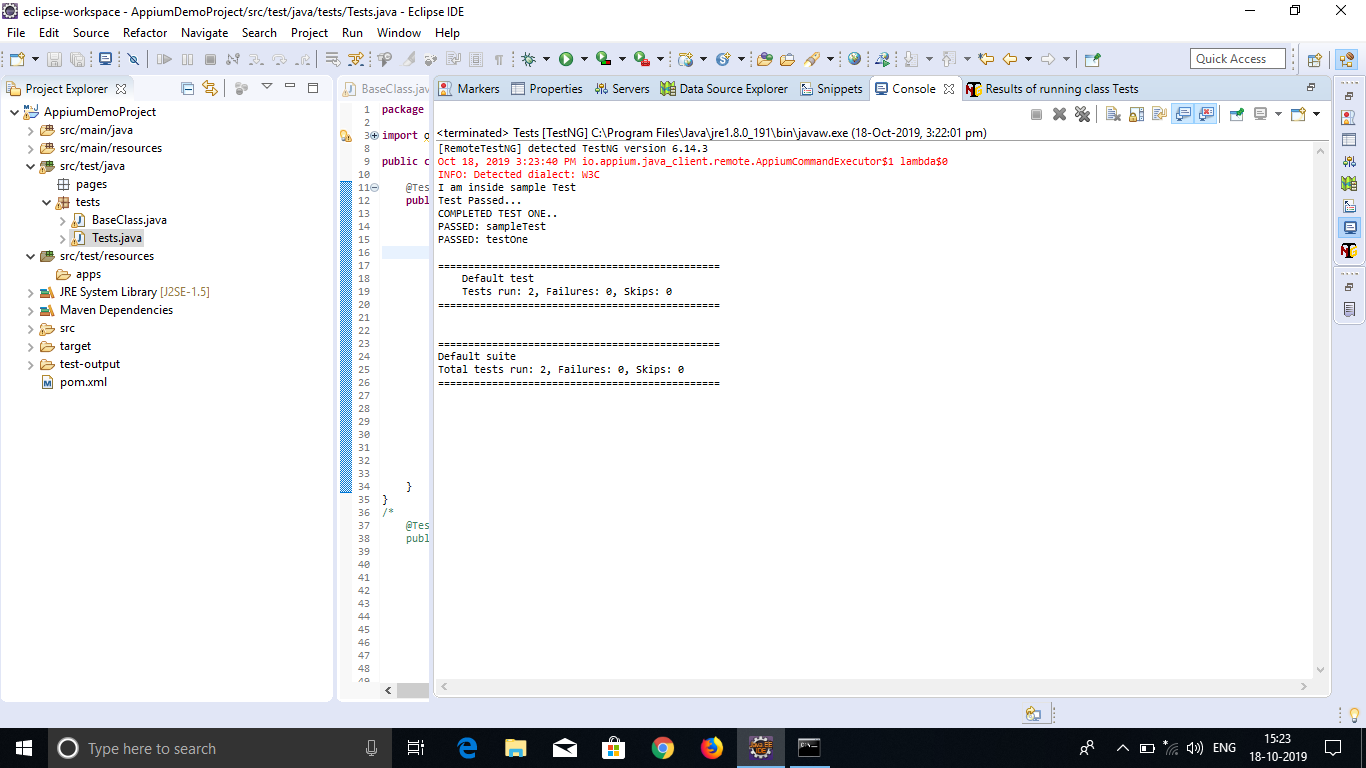 eclipse-workspace - AppiumDemoProject/src/test/java/tests/Tests.java - Eclipse IDE
File Edit Source Refactor Navigate Search Project Run Window Help
Quick Access
Project Explorer
AppiumDemoProject
src/main/java
src/main/resources
src/test/java
pages
tests
BaseClass.java
Tests.java
src/test/resources
apps
JRE System Library [J2SE-1.5]
Maven Dependencies
src
target
test-output
pom.xml
BaseClass.jav
1 package
2
3 import o
8
9 public c
10
11 @Tes
12 publ
13
14
15
16
17
18
19
20
21
22
23
24
25
26
27
28
29
30
31
32
33
34 }
35 }
36 /*
37 @Tes
38 publ
39
40
41
42
43
44
45
46
47
48
49
Markers Properties Servers Data Source Explorer Snippets Console Results of running class Tests
<terminated> Tests [TestNG] C:\Program Files\Java\jre1.8.0_191\bin\javaw.exe (18-Oct-2019, 3:22:01 pm)
[RemoteTestNG] detected TestNG version 6.14.3
Oct 18, 2019 3:23:40 PM io.appium.java_client.remote.AppiumCommandExecutor$1 lambda$0
INFO: Detected dialect: W3C
I am inside sample Test
Test Passed...
COMPLETED TEST ONE..
PASSED: sampleTest
PASSED: testOne
===============================================
Default test
Tests run: 2, Failures: 0, Skips: 0
===============================================
===============================================
Default suite
Total tests run: 2, Failures: 0, Skips: 0
===============================================
Type here to search
JAVA EE
IDE
ENG
15:23
18-10-2019